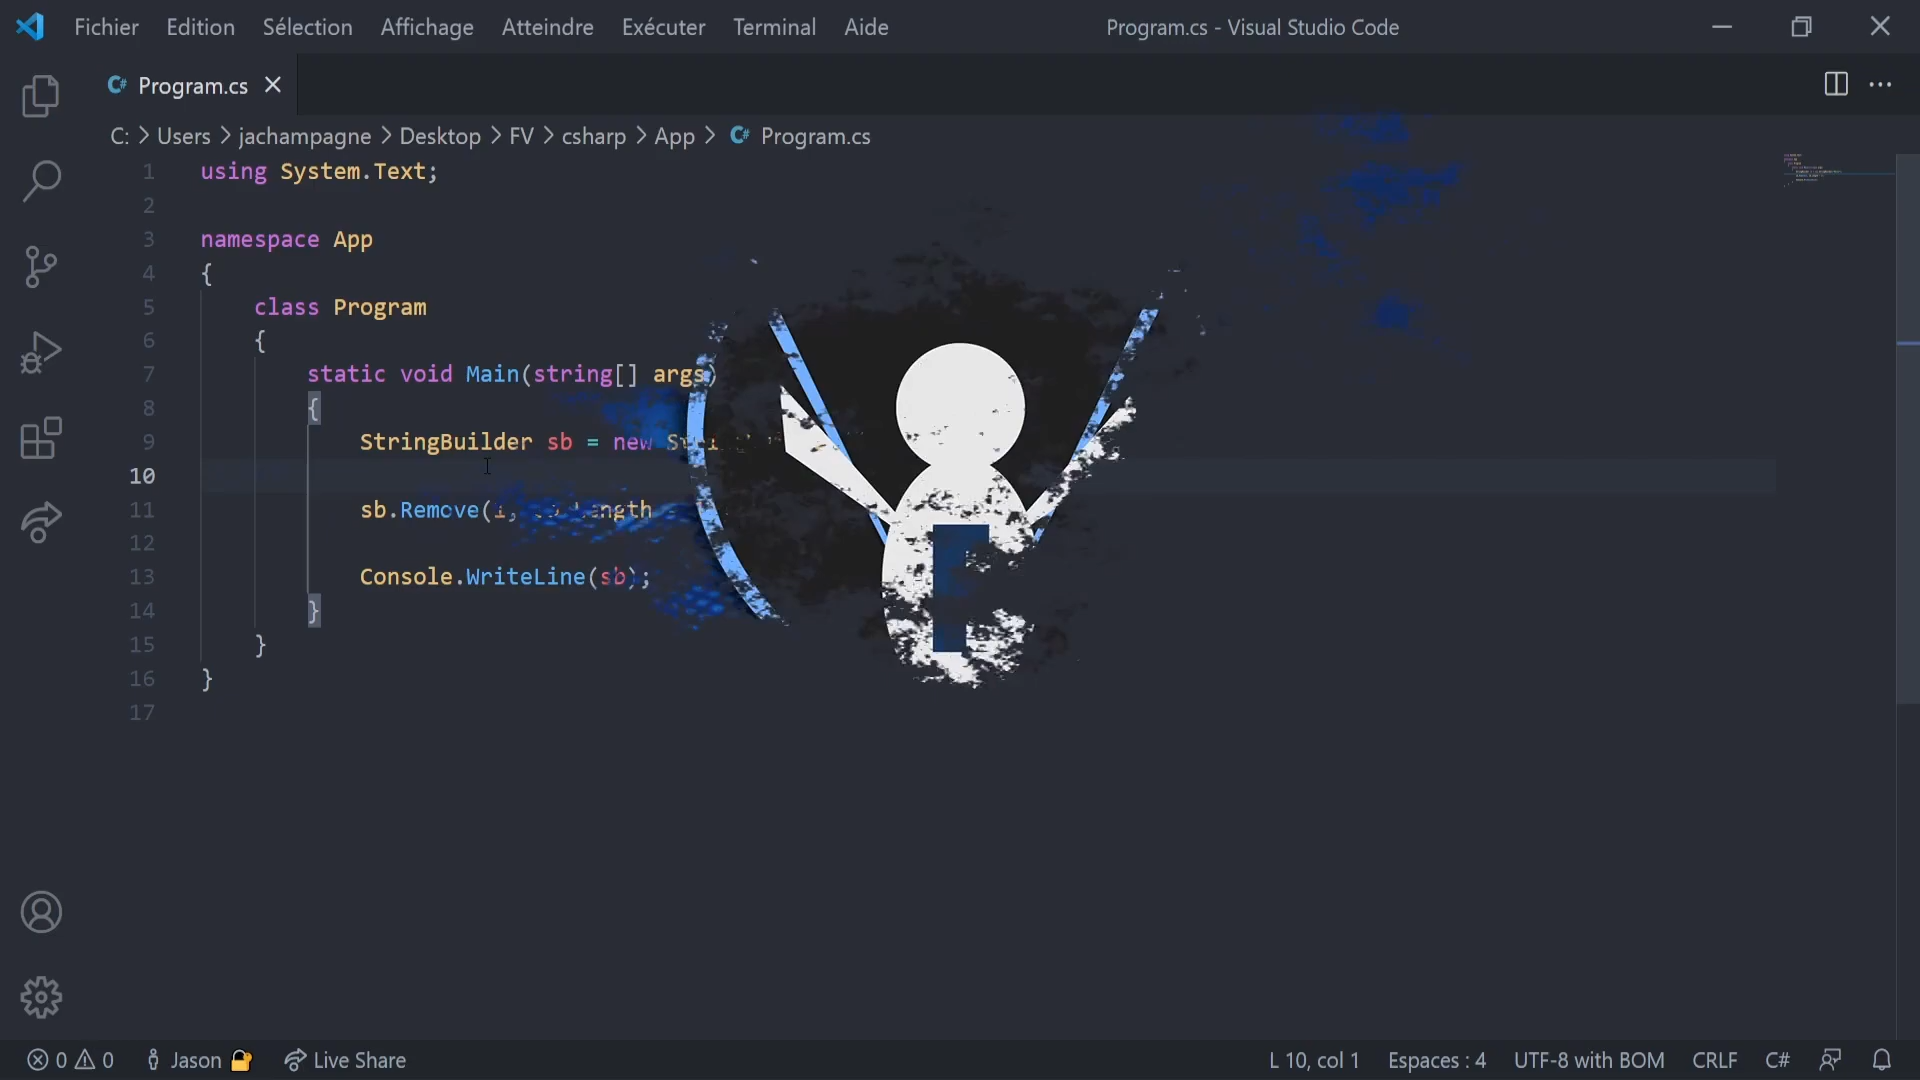 Fichier Edition Sélection Affichage Atteindre Exécuter Terminal Aide Program.cs - Visual Studio Code
Program.cs
C: > Users > jachampagne > Desktop > FV > csharp > App > Program.cs
1 using System.Text;
2
3 namespace App
4 {
5 class Program
6 {
7 static void Main(string[] args)
8 {
9 StringBuilder sb = new
10
11 sb.Remove(
12
13 Console.WriteLine(sb);
14 }
15 }
16 }
17
0 0 Jason Live Share L 10, col 1 Espaces : 4 UTF-8 with BOM CRLF C#